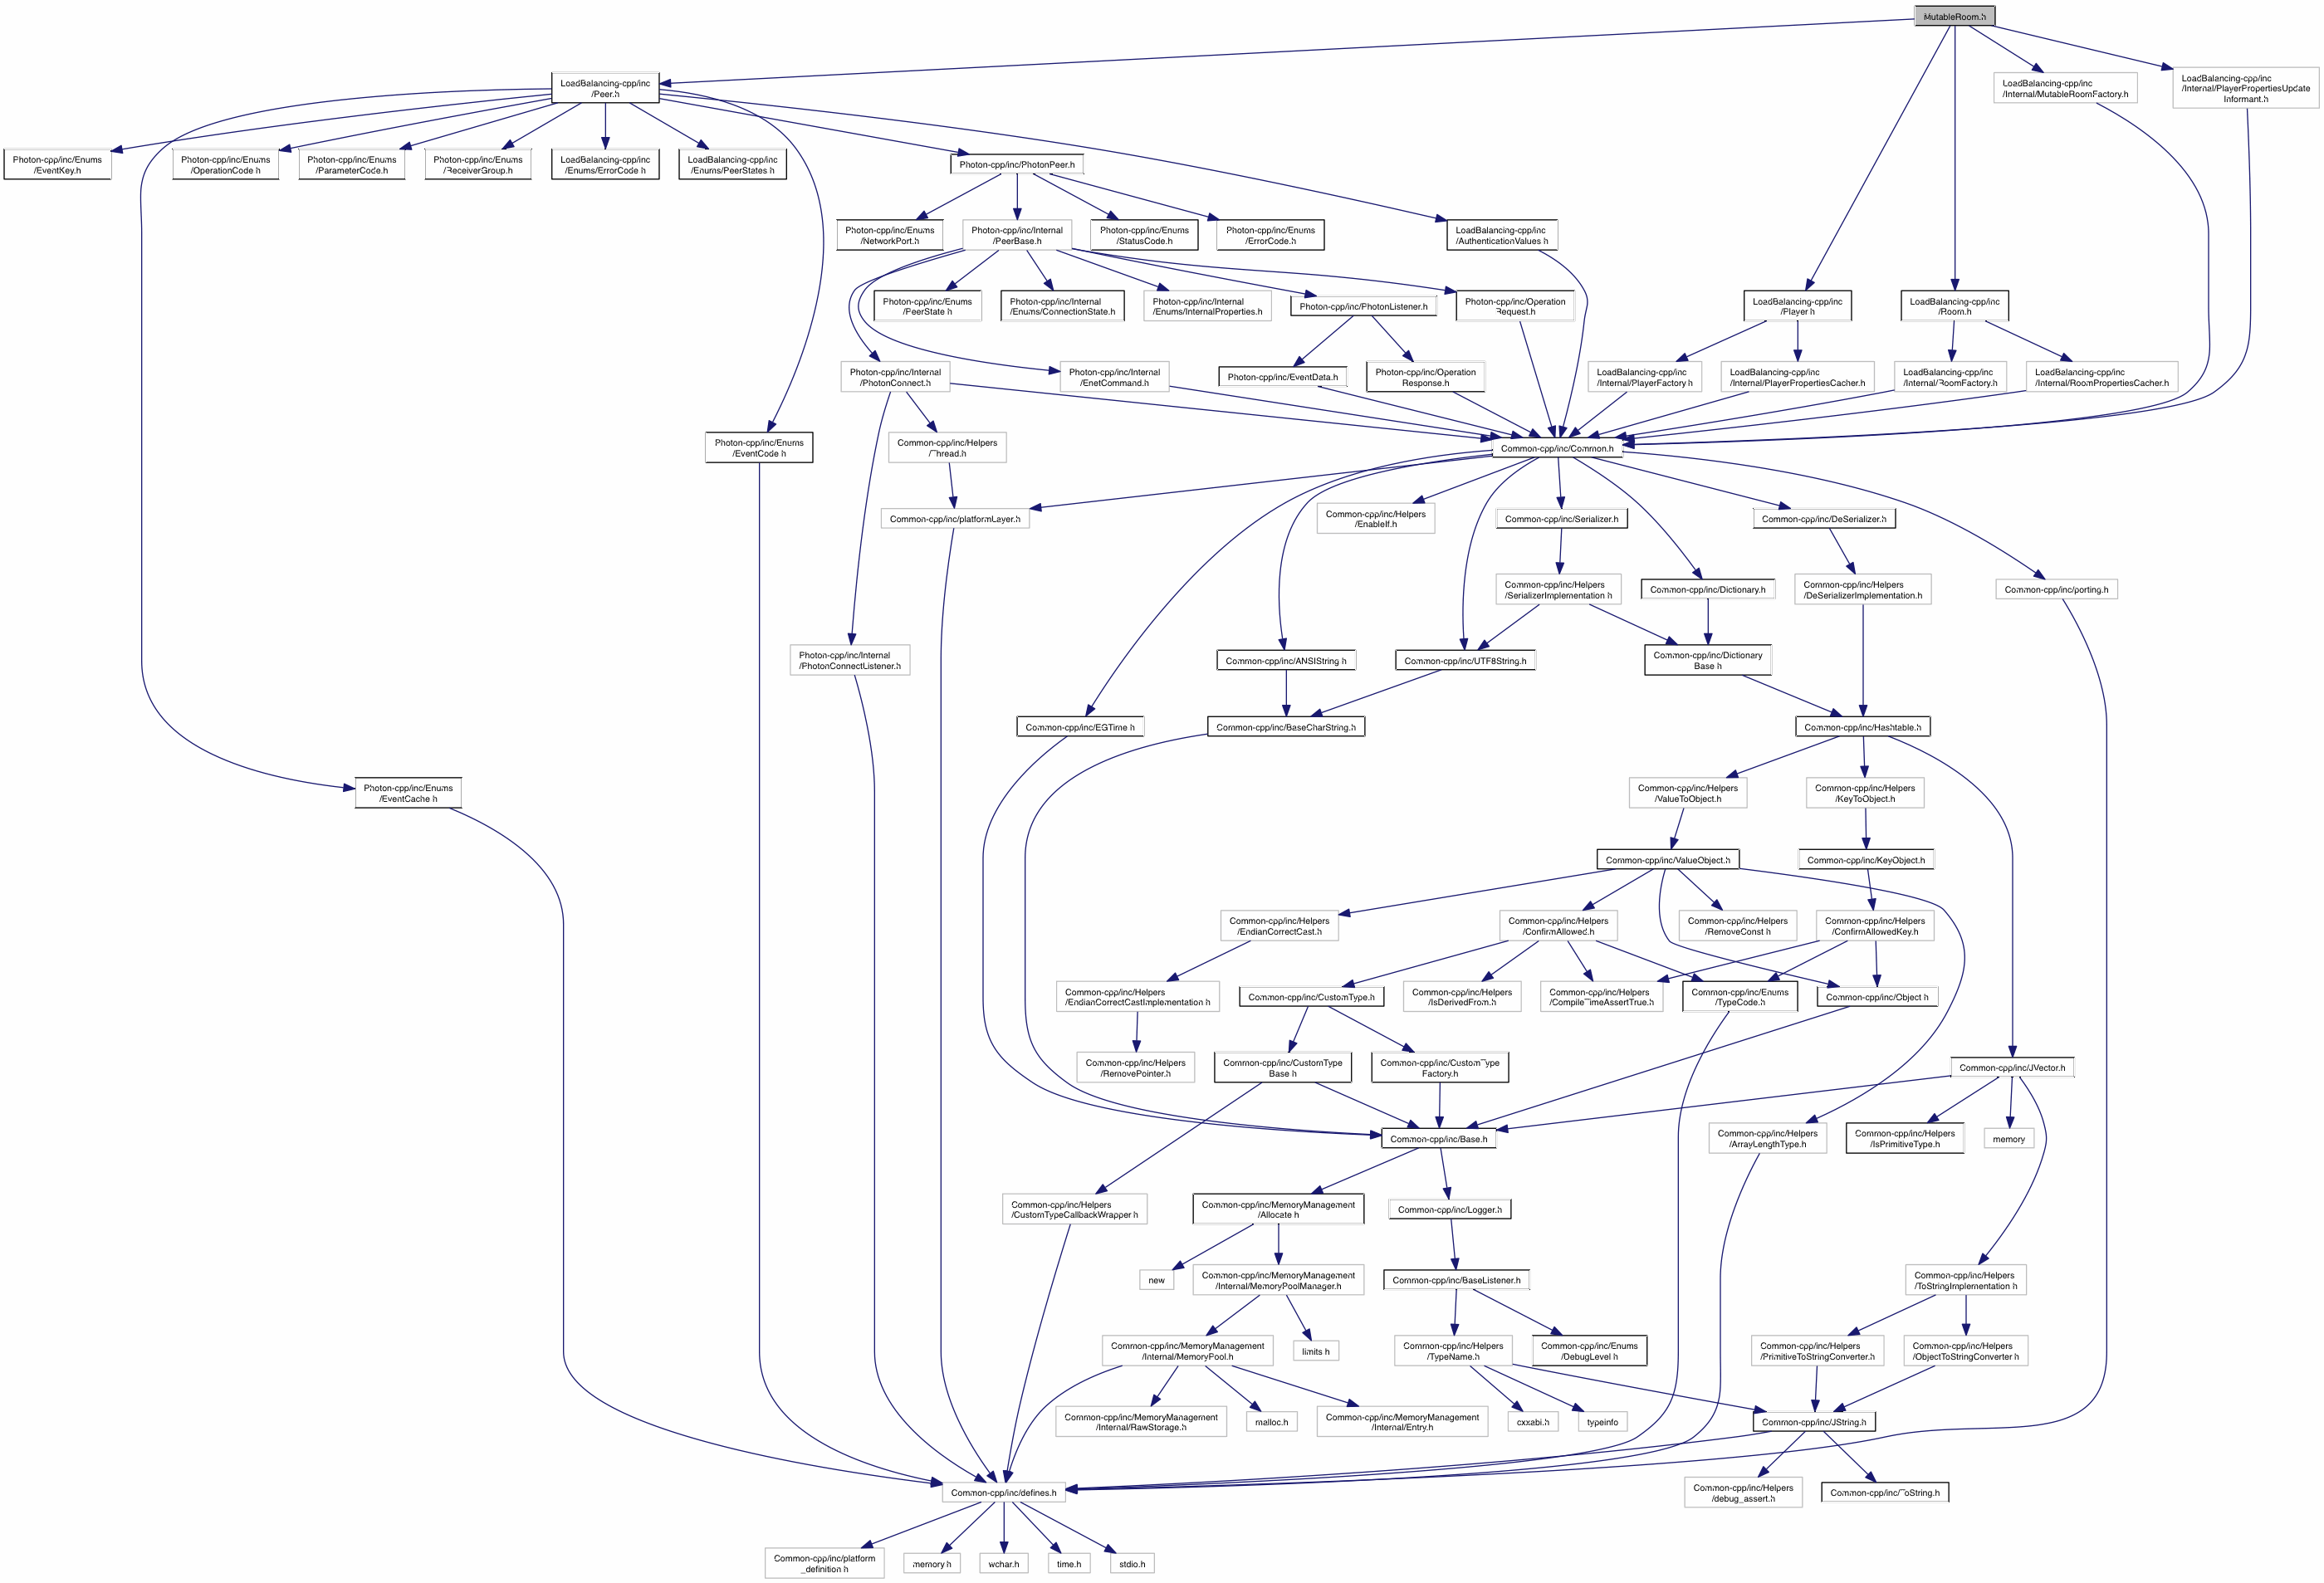 MutableRoom.h
LoadBalancing-cpp/inc
/Peer.h
LoadBalancing-cpp/inc
/Internal/MutableRoomFactory.h
LoadBalancing-cpp/inc
/Internal/PlayerPropertiesUpdate
Informant.h
Photon-cpp/inc/Enums
/EventKey.h
Photon-cpp/inc/Enums
/OperationCode.h
Photon-cpp/inc/Enums
/ParameterCode.h
Photon-cpp/inc/Enums
/ReceiverGroup.h
LoadBalancing-cpp/inc
/Enums/ErrorCode.h
LoadBalancing-cpp/inc
/Enums/PeerStates.h
Photon-cpp/inc/PhotonPeer.h
Photon-cpp/inc/Enums
/NetworkPort.h
Photon-cpp/inc/Internal
/PeerBase.h
Photon-cpp/inc/Enums
/StatusCode.h
Photon-cpp/inc/Enums
/ErrorCode.h
LoadBalancing-cpp/inc
/AuthenticationValues.h
Photon-cpp/inc/Enums
/PeerState.h
Photon-cpp/inc/Internal
/Enums/ConnectionState.h
Photon-cpp/inc/Internal
/Enums/InternalProperties.h
Photon-cpp/inc/PhotonListener.h
Photon-cpp/inc/Operation
Request.h
LoadBalancing-cpp/inc
/Player.h
LoadBalancing-cpp/inc
/Room.h
Photon-cpp/inc/Internal
/PhotonConnect.h
Photon-cpp/inc/Internal
/EnetCommand.h
Photon-cpp/inc/EventData.h
Photon-cpp/inc/Operation
Response.h
LoadBalancing-cpp/inc
/Internal/PlayerFactory.h
LoadBalancing-cpp/inc
/Internal/PlayerPropertiesCacher.h
LoadBalancing-cpp/inc
/Internal/RoomFactory.h
LoadBalancing-cpp/inc
/Internal/RoomPropertiesCacher.h
Photon-cpp/inc/Enums
/EventCode.h
Common-cpp/inc/Helpers
/Thread.h
Common-cpp/inc/Common.h
Common-cpp/inc/platformLayer.h
Common-cpp/inc/Helpers
/EnableIf.h
Common-cpp/inc/Serializer.h
Common-cpp/inc/DeSerializer.h
Common-cpp/inc/Helpers
/SerializerImplementation.h
Common-cpp/inc/Dictionary.h
Common-cpp/inc/Helpers
/DeSerializerImplementation.h
Common-cpp/inc/porting.h
Photon-cpp/inc/Internal
/PhotonConnectListener.h
Common-cpp/inc/ANSIString.h
Common-cpp/inc/UTF8String.h
Common-cpp/inc/Dictionary
Base.h
Common-cpp/inc/EGTime.h
Common-cpp/inc/BaseCharString.h
Common-cpp/inc/Hashtable.h
Photon-cpp/inc/Enums
/EventCache.h
Common-cpp/inc/Helpers
/ValueToObject.h
Common-cpp/inc/Helpers
/KeyToObject.h
Common-cpp/inc/ValueObject.h
Common-cpp/inc/KeyObject.h
Common-cpp/inc/Helpers
/EndianCorrectCast.h
Common-cpp/inc/Helpers
/ConfirmAllowed.h
Common-cpp/inc/Helpers
/RemoveConst.h
Common-cpp/inc/Helpers
/ConfirmAllowedKey.h
Common-cpp/inc/Helpers
/EndianCorrectCastImplementation.h
Common-cpp/inc/CustomType.h
Common-cpp/inc/Helpers
/IsDerivedFrom.h
Common-cpp/inc/Helpers
/CompileTimeAssertTrue.h
Common-cpp/inc/Enums
/TypeCode.h
Common-cpp/inc/Object.h
Common-cpp/inc/Helpers
/RemovePointer.h
Common-cpp/inc/CustomType
Base.h
Common-cpp/inc/CustomType
Factory.h
Common-cpp/inc/JVector.h
Common-cpp/inc/Base.h
Common-cpp/inc/Helpers
/ArrayLengthType.h
Common-cpp/inc/Helpers
/IsPrimitiveType.h
memory
Common-cpp/inc/Helpers
/CustomTypeCallbackWrapper.h
Common-cpp/inc/MemoryManagement
/Allocate.h
Common-cpp/inc/Logger.h
new
Common-cpp/inc/MemoryManagement
/Internal/MemoryPoolManager.h
Common-cpp/inc/BaseListener.h
Common-cpp/inc/Helpers
/ToStringImplementation.h
Common-cpp/inc/MemoryManagement
/Internal/MemoryPool.h
limits.h
Common-cpp/inc/Helpers
/TypeName.h
Common-cpp/inc/Enums
/DebugLevel.h
Common-cpp/inc/Helpers
/PrimitiveToStringConverter.h
Common-cpp/inc/Helpers
/ObjectToStringConverter.h
Common-cpp/inc/MemoryManagement
/Internal/RawStorage.h
malloc.h
Common-cpp/inc/MemoryManagement
/Internal/Entry.h
cxxabi.h
typeinfo
Common-cpp/inc/JString.h
Common-cpp/inc/defines.h
Common-cpp/inc/Helpers
/debug_assert.h
Common-cpp/inc/ToString.h
Common-cpp/inc/platform
_definition.h
memory.h
wchar.h
time.h
stdio.h